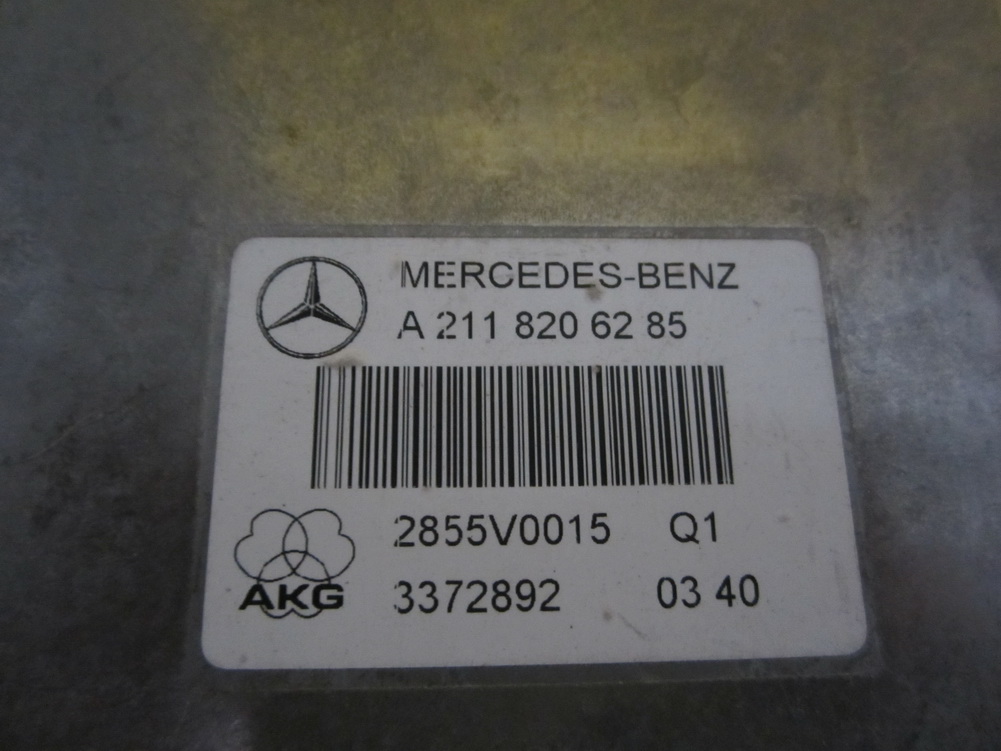 MERCEDES-BENZ
A 211 820 62 85
2855V0015 Q1
AKG 3372892 03 40